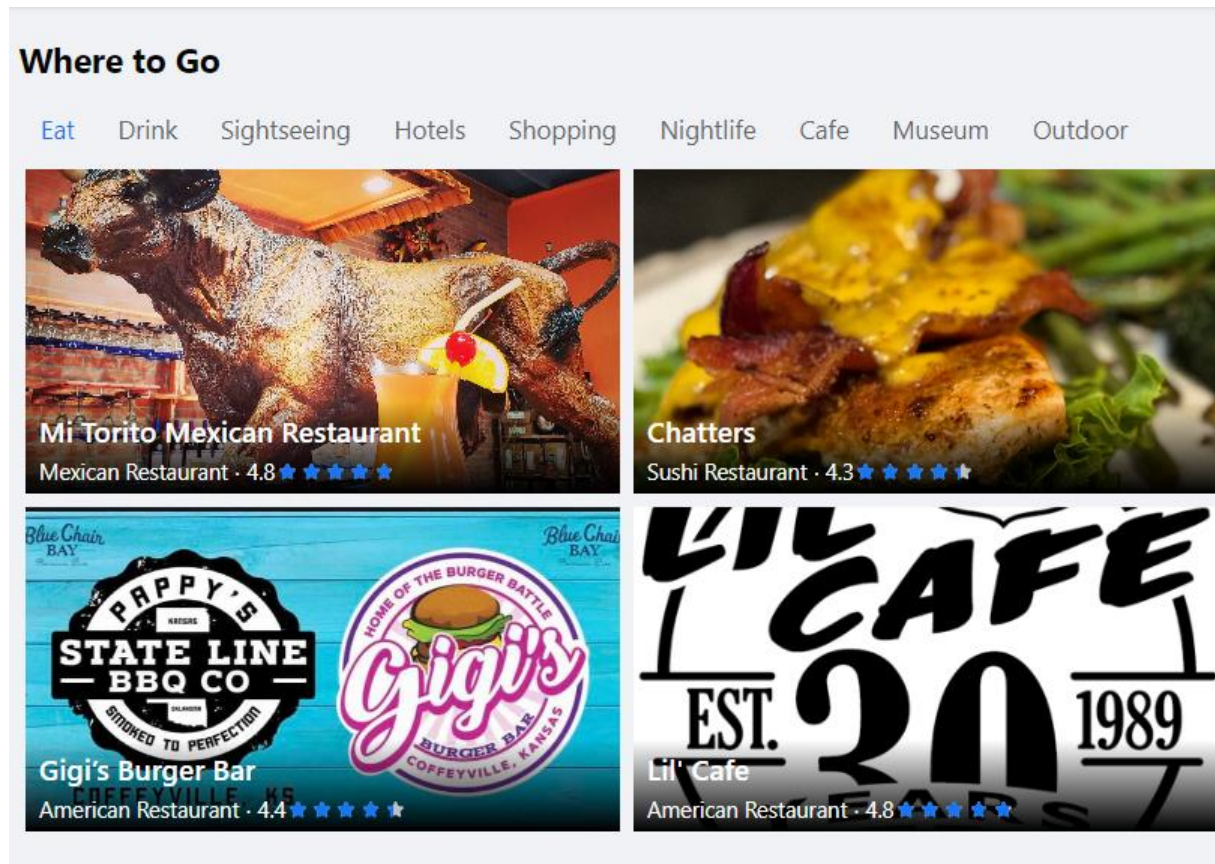 Where to Go
Eat Drink Sightseeing Hotels Shopping Nightlife Cafe Museum Outdoor
Mi Torito Mexican Restaurant
Mexican Restaurant · 4.8
Chatters
Sushi Restaurant · 4.3
Blue Chair
BAY
Blue Chai
BAY
PAPPY'S
KANSAS
STATE LINE
BBQ CO
OKLAHOMA
SMOKED TO PERFECTION
COFFEYVILLE, KS
HOME OF THE BURGER BATTLE
Gigi's
BURGER BAR
COFFEYVILLE, KANSAS
Gigi's Burger Bar
American Restaurant · 4.4
LIL'
CAFE
EST. 30 1989
YEARS
Lil' Cafe
American Restaurant · 4.8